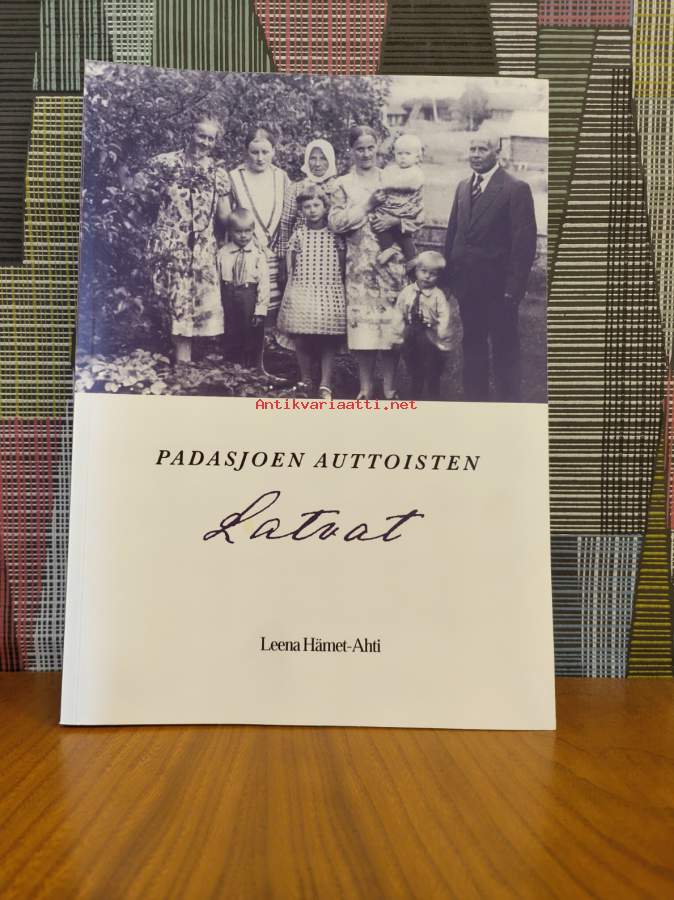 Antikvariaatti.net
PADASJOEN AUTTOISTEN
Latvat
Leena Hämet-Ahti